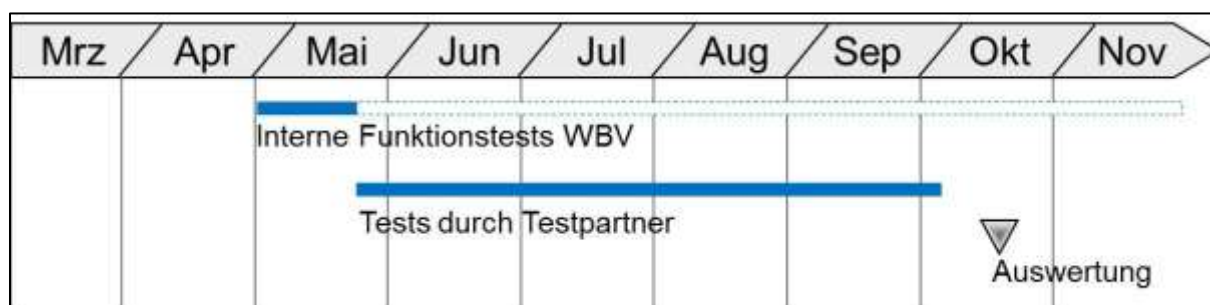 Mrz Apr Mai Jun Jul Aug Sep Okt Nov
Interne Funktionstests WBV
Tests durch Testpartner
Auswertung